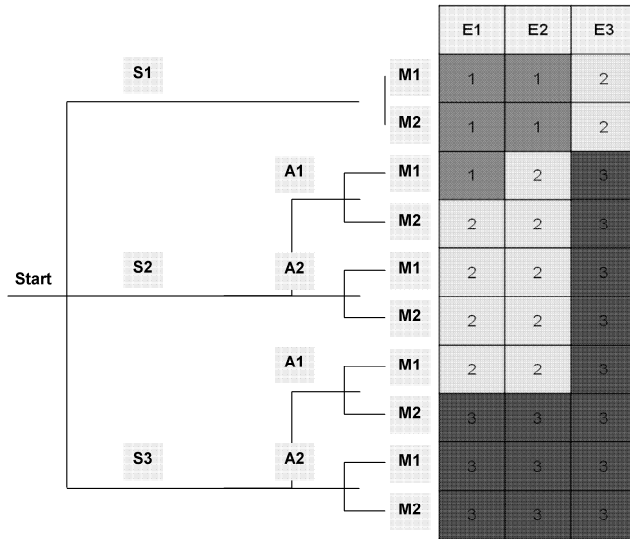 E1 E2 E3
S1 M1 1 1 2
M2 1 1 2
A1 M1 1 2 3
M2 2 2 3
Start S2 A2 M1 2 2 3
M2 2 2 3
A1 M1 2 2 3
M2 3 3 3
S3 A2 M1 3 3 3
M2 3 3 3